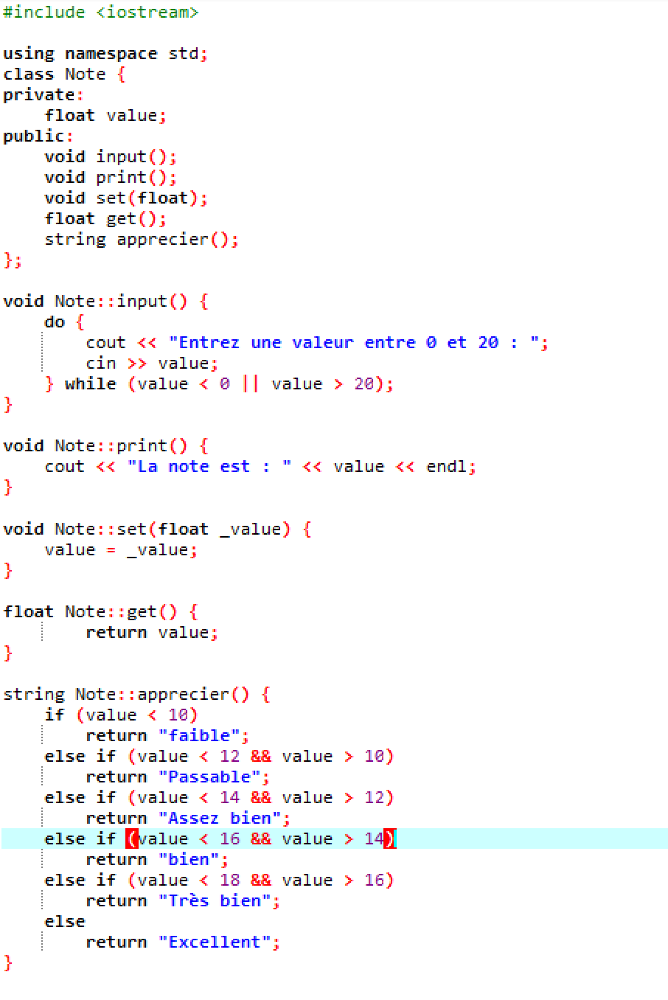 #include <iostream>
using namespace std;
class Note {
private:
    float value;
public:
    void input();
    void print();
    void set(float);
    float get();
    string apprecier();
};
void Note::input() {
    do {
        cout << "Entrez une valeur entre 0 et 20 : ";
        cin >> value;
    } while (value < 0 || value > 20);
}
void Note::print() {
    cout << "La note est : " << value << endl;
}
void Note::set(float _value) {
    value = _value;
}
float Note::get() {
        return value;
}
string Note::apprecier() {
    if (value < 10)
        return "faible";
    else if (value < 12 && value > 10)
        return "Passable";
    else if (value < 14 && value > 12)
        return "Assez bien";
    else if (value < 16 && value > 14)
        return "bien";
    else if (value < 18 && value > 16)
        return "Très bien";
    else
        return "Excellent";
}